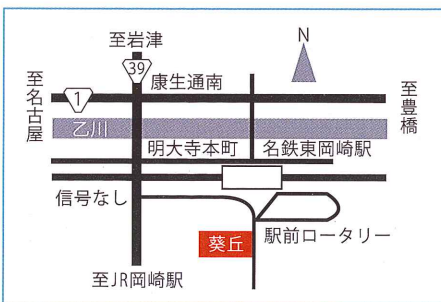 至岩津
N
39
康生通南
至名古屋
1
至豊橋
乙川
明大寺本町
名鉄東岡崎駅
信号なし
葵丘
駅前ロータリー
至JR岡崎駅